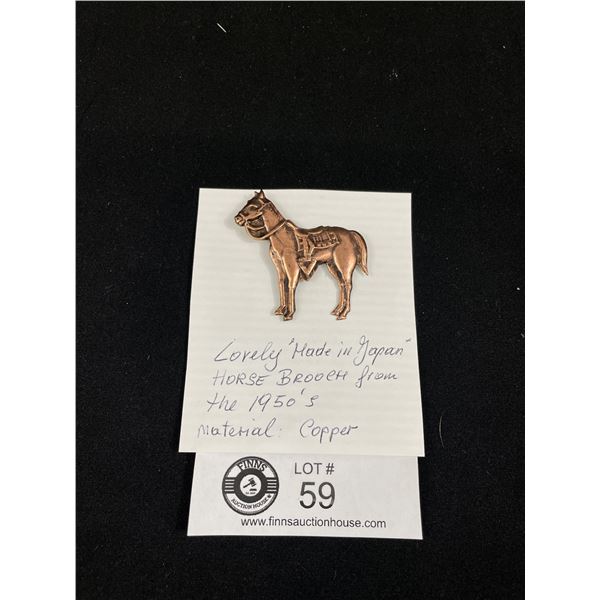 Lovely "Made in Japan"
HORSE BROOCH from
the 1950's
Material: Copper
FINNS
AUCTION HOUSE
LOT #
59
www.finnsauctionhouse.com